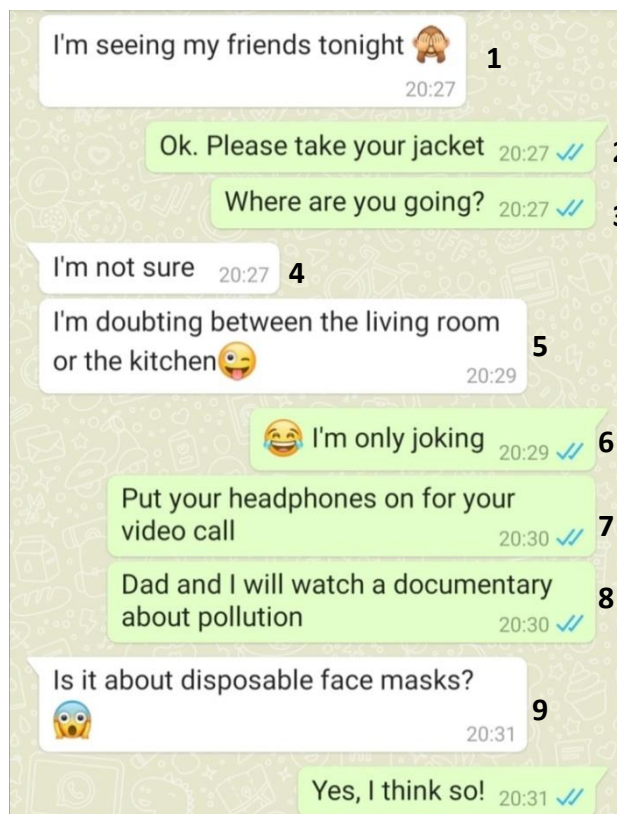 I'm seeing my friends tonight 🙈 1
20:27
Ok. Please take your jacket 20:27
Where are you going? 20:27
I'm not sure 20:27 4
I'm doubting between the living room
or the kitchen😜 5
20:29
😂 I'm only joking 20:29 6
Put your headphones on for your
video call 20:30 7
Dad and I will watch a documentary
about pollution 20:30 8
Is it about disposable face masks?
😱 9
20:31
Yes, I think so! 20:31